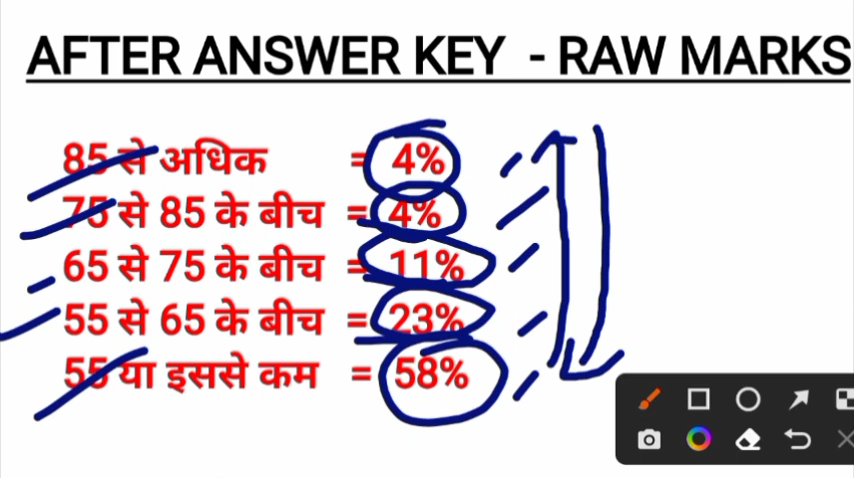 AFTER ANSWER KEY - RAW MARKS
85 से अधिक = 4%
75 से 85 के बीच = 4%
65 से 75 के बीच = 11%
55 से 65 के बीच = 23%
55 या इससे कम = 58%